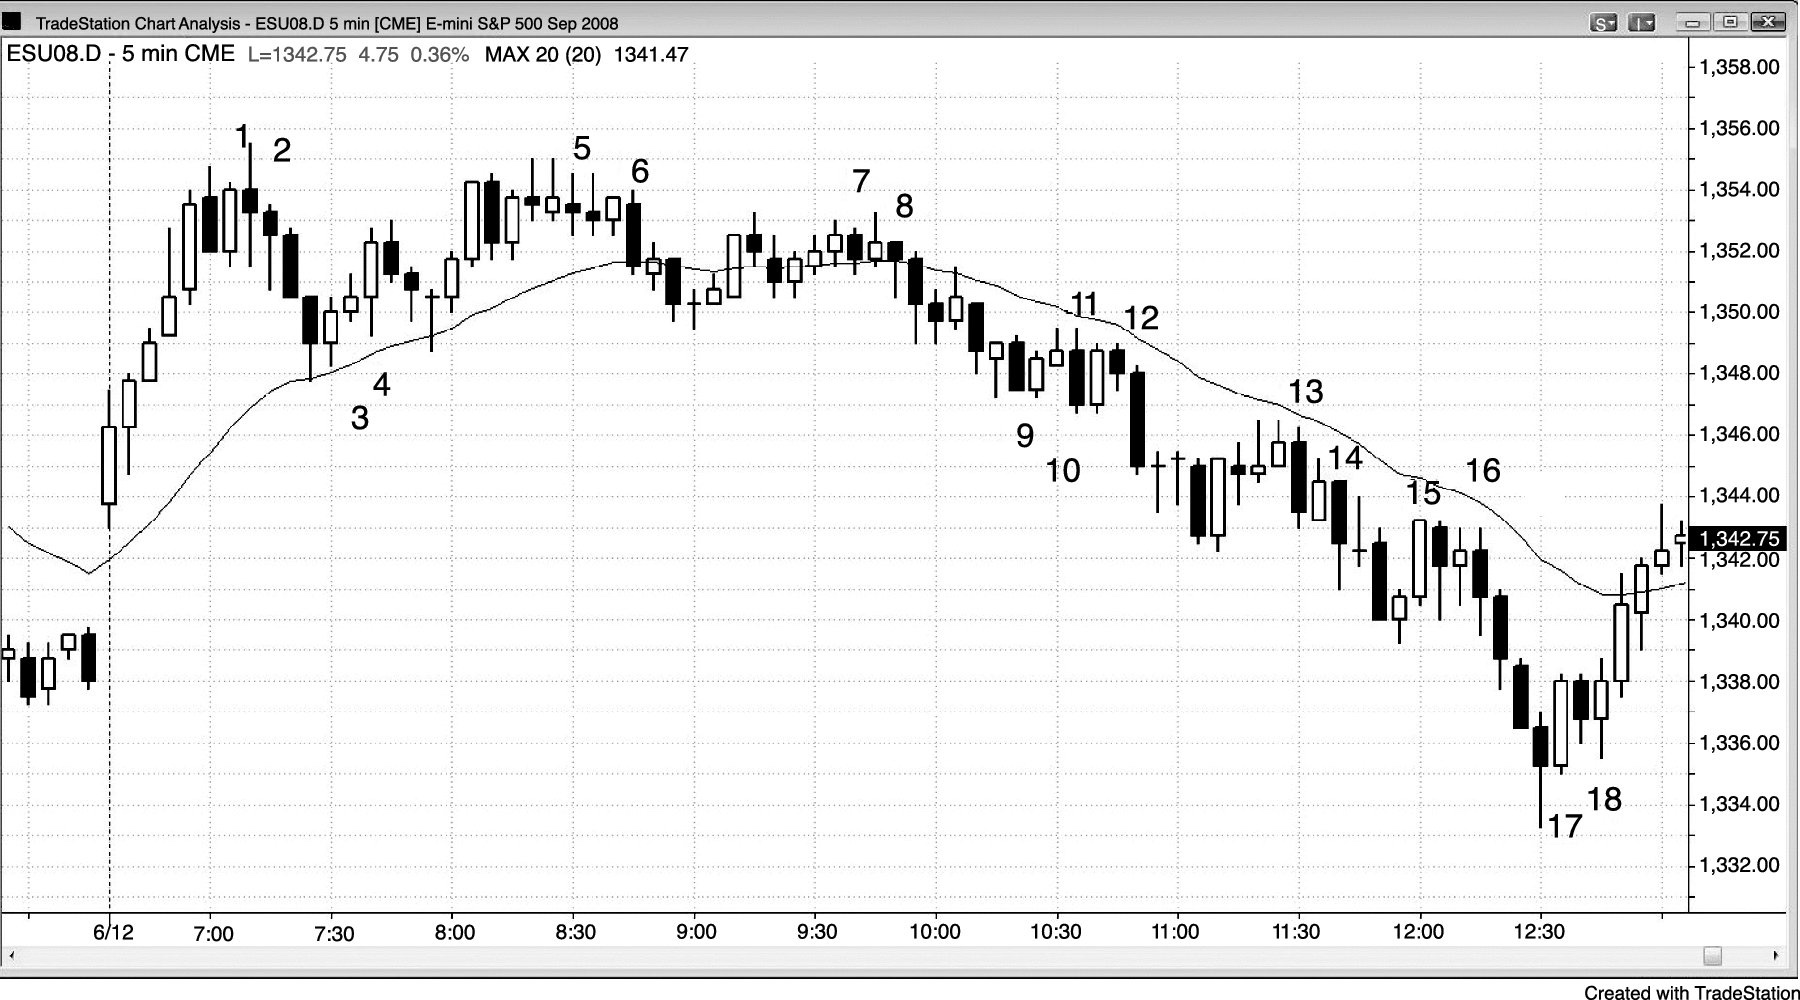 TradeStation Chart Analysis - ESU08.D 5 min [CME] E-mini S&P 500 Sep 2008
S I
ESU08.D - 5 min CME L=1342.75 4.75 0.36% MAX 20 (20) 1341.47
1,358.00
1,356.00
1 2 5 6
1,354.00
7 8
1,352.00
1,350.00
11 12
1,348.00
3 4 13
1,346.00
9 10 14 16
1,344.00
15
1,342.75
1,342.00
1,340.00
1,338.00
1,336.00
1,334.00
17 18
1,332.00
6/12 7:00 7:30 8:00 8:30 9:00 9:30 10:00 10:30 11:00 11:30 12:00 12:30
Created with TradeStation